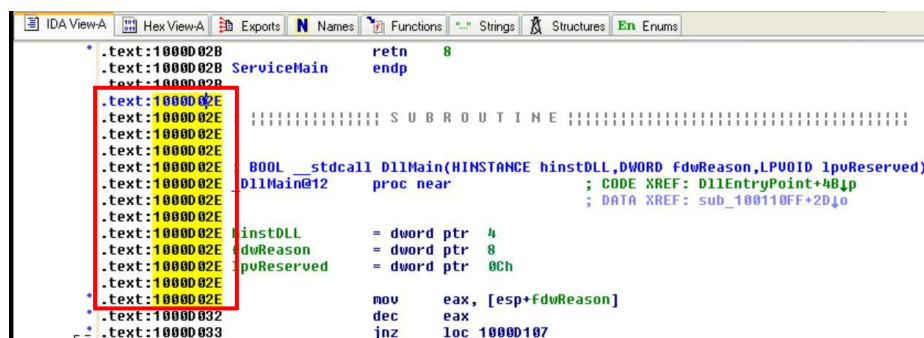 IDA View-A Hex View-A Exports N Names Functions "..." Strings Structures En Enums
.text:1000D02B retn 8
.text:1000D02B ServiceMain endp
.text:1000D02B
.text:1000D02E
.text:1000D02E ; ¦¦¦¦¦¦¦¦¦¦¦¦¦¦¦ S U B R O U T I N E ¦¦¦¦¦¦¦¦¦¦¦¦¦¦¦¦¦¦¦¦¦¦¦¦¦¦¦¦¦¦¦¦¦¦¦¦¦¦¦
.text:1000D02E
.text:1000D02E
.text:1000D02E ; BOOL __stdcall DllMain(HINSTANCE hinstDLL,DWORD fdwReason,LPVOID lpvReserved)
.text:1000D02E _DllMain@12 proc near ; CODE XREF: DllEntryPoint+4B↓p
.text:1000D02E ; DATA XREF: sub_100110FF+2D↓o
.text:1000D02E
.text:1000D02E hinstDLL = dword ptr 4
.text:1000D02E fdwReason = dword ptr 8
.text:1000D02E lpvReserved = dword ptr 0Ch
.text:1000D02E
.text:1000D02E mov eax, [esp+fdwReason]
.text:1000D032 dec eax
.text:1000D033 jnz loc_1000D107